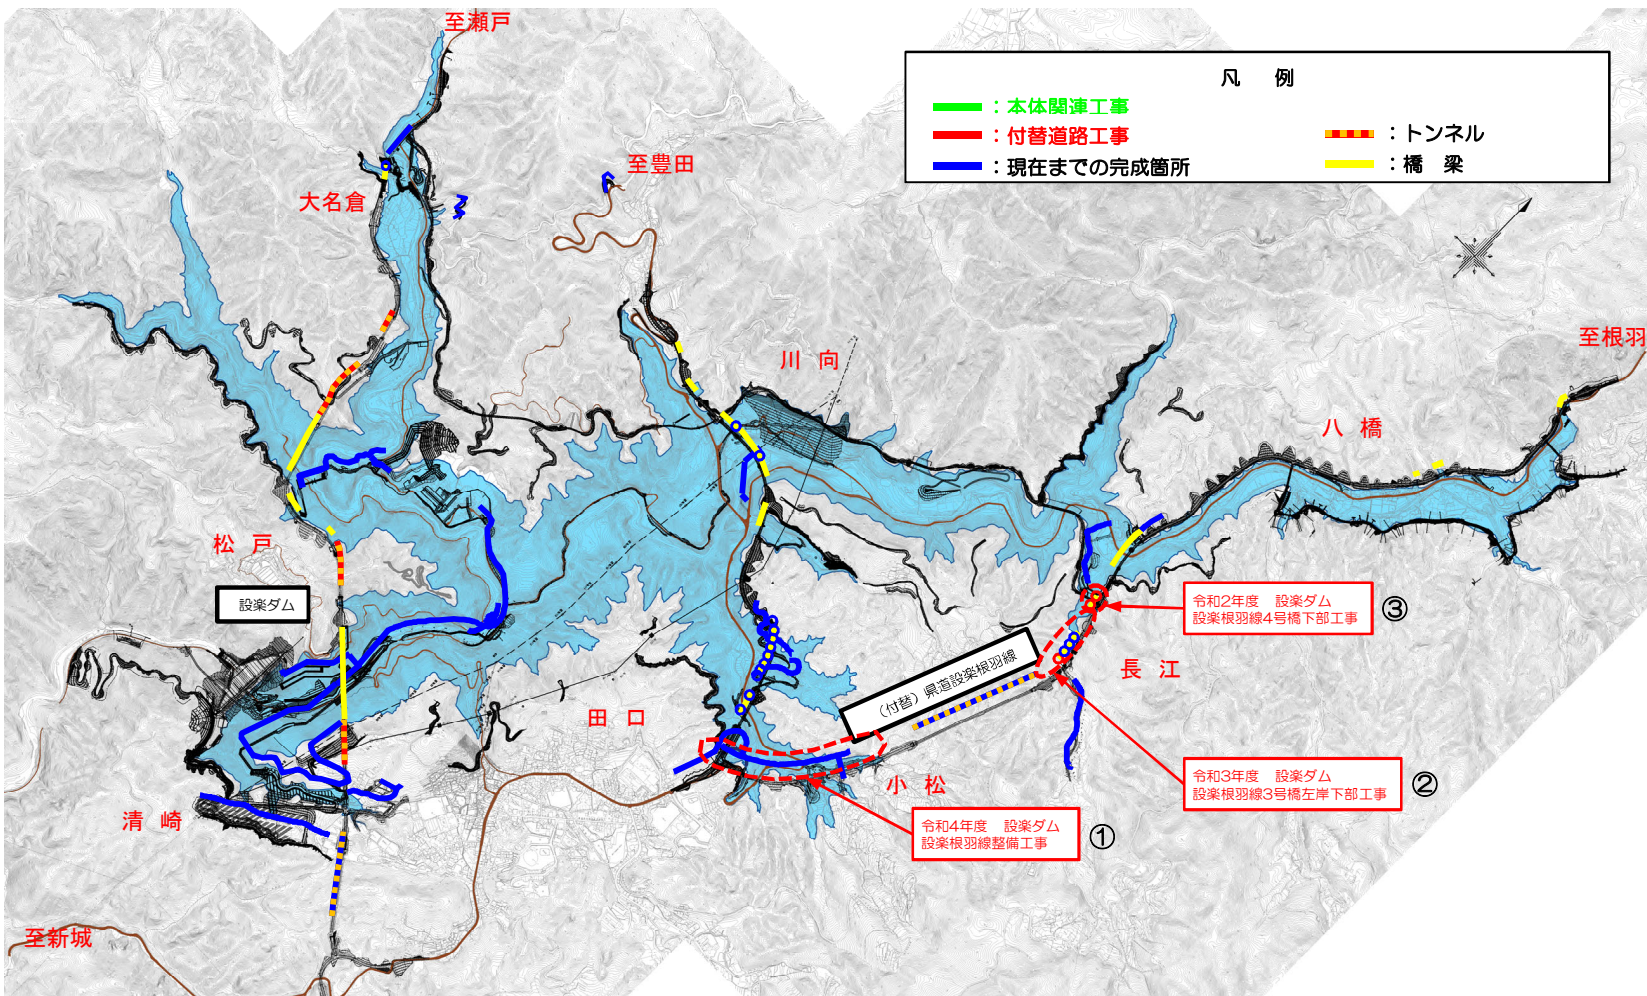 至瀬戸
凡 例
：本体関連工事
：付替道路工事
：トンネル
：現在までの完成箇所
：橋 梁
至豊田
大名倉
至根羽
川 向
八 橋
松 戸
設楽ダム
令和2年度 設楽ダム
設楽根羽線4号橋下部工事
③
(付替）県道設楽根羽線
長 江
田 口
令和3年度 設楽ダム
設楽根羽線3号橋左岸下部工事
②
小 松
清 崎
令和4年度 設楽ダム
設楽根羽線整備工事
①
至新城